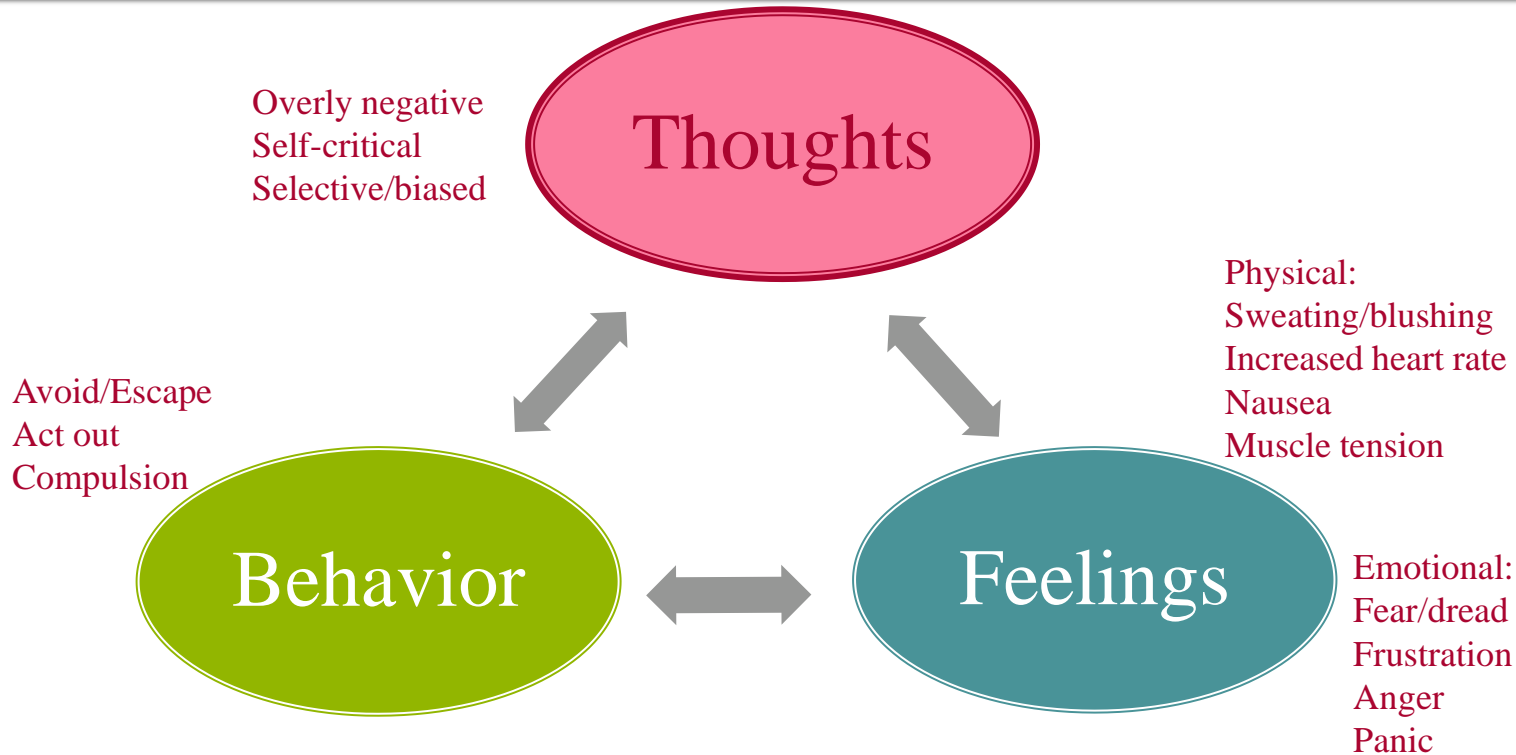 Thoughts
Overly negative
Self-critical
Selective/biased
Physical:
Sweating/blushing
Increased heart rate
Nausea
Muscle tension
Avoid/Escape
Act out
Compulsion
Behavior
Feelings
Emotional:
Fear/dread
Frustration
Anger
Panic